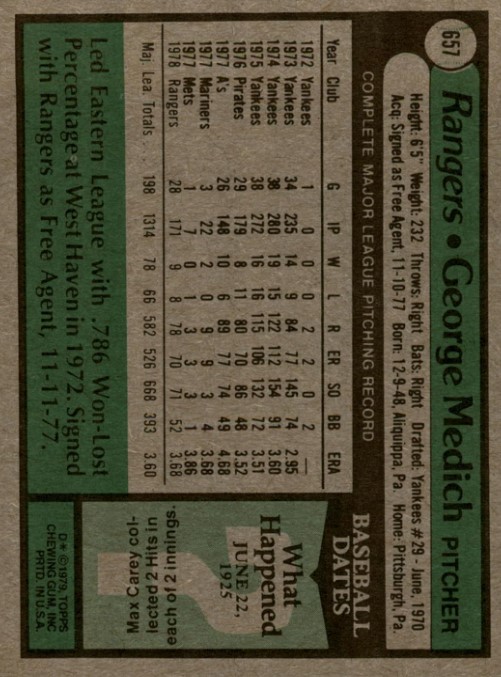 657
Rangers • George Medich PITCHER
Height: 6'5" Weight: 232 Throws: Right Bats: Right Drafted: Yankees #29 - June, 1970
Acq: Signed as Free Agent, 11-10-77 Born: 12-9-48, Aliquippa, Pa Home: Pittsburgh, Pa.
COMPLETE MAJOR LEAGUE PITCHING RECORD
Year Club G IP W L R ER SO BB ERA
1972 Yankees 1 0 0 0 2 2 0 2 —
1973 Yankees 34 235 14 9 84 77 145 74 2.95
1974 Yankees 38 280 19 15 122 112 154 91 3.60
1975 Yankees 38 272 16 16 115 106 132 72 3.51
1976 Pirates 29 179 8 11 80 70 86 48 3.52
1977 A's 26 148 10 6 89 77 74 49 4.68
1977 Mariners 3 22 2 0 9 9 3 4 3.68
1977 Mets 1 7 0 1 3 3 3 1 3.86
1978 Rangers 28 171 9 8 78 70 71 52 3.68
Maj. Lea. Totals 198 1314 78 66 582 526 668 393 3.60
Led Eastern League with .786 Won-Lost
Percentage at West Haven in 1972. Signed
with Rangers as Free Agent, 11-11-77.
BASEBALL
DATES
What
Happened
JUNE 22,
1925
Max Carey col-
lected 2 Hits in
each of 2 innings.
D* ©1979, TOPPS
CHEWING GUM, INC
PRTD. IN U.S.A.